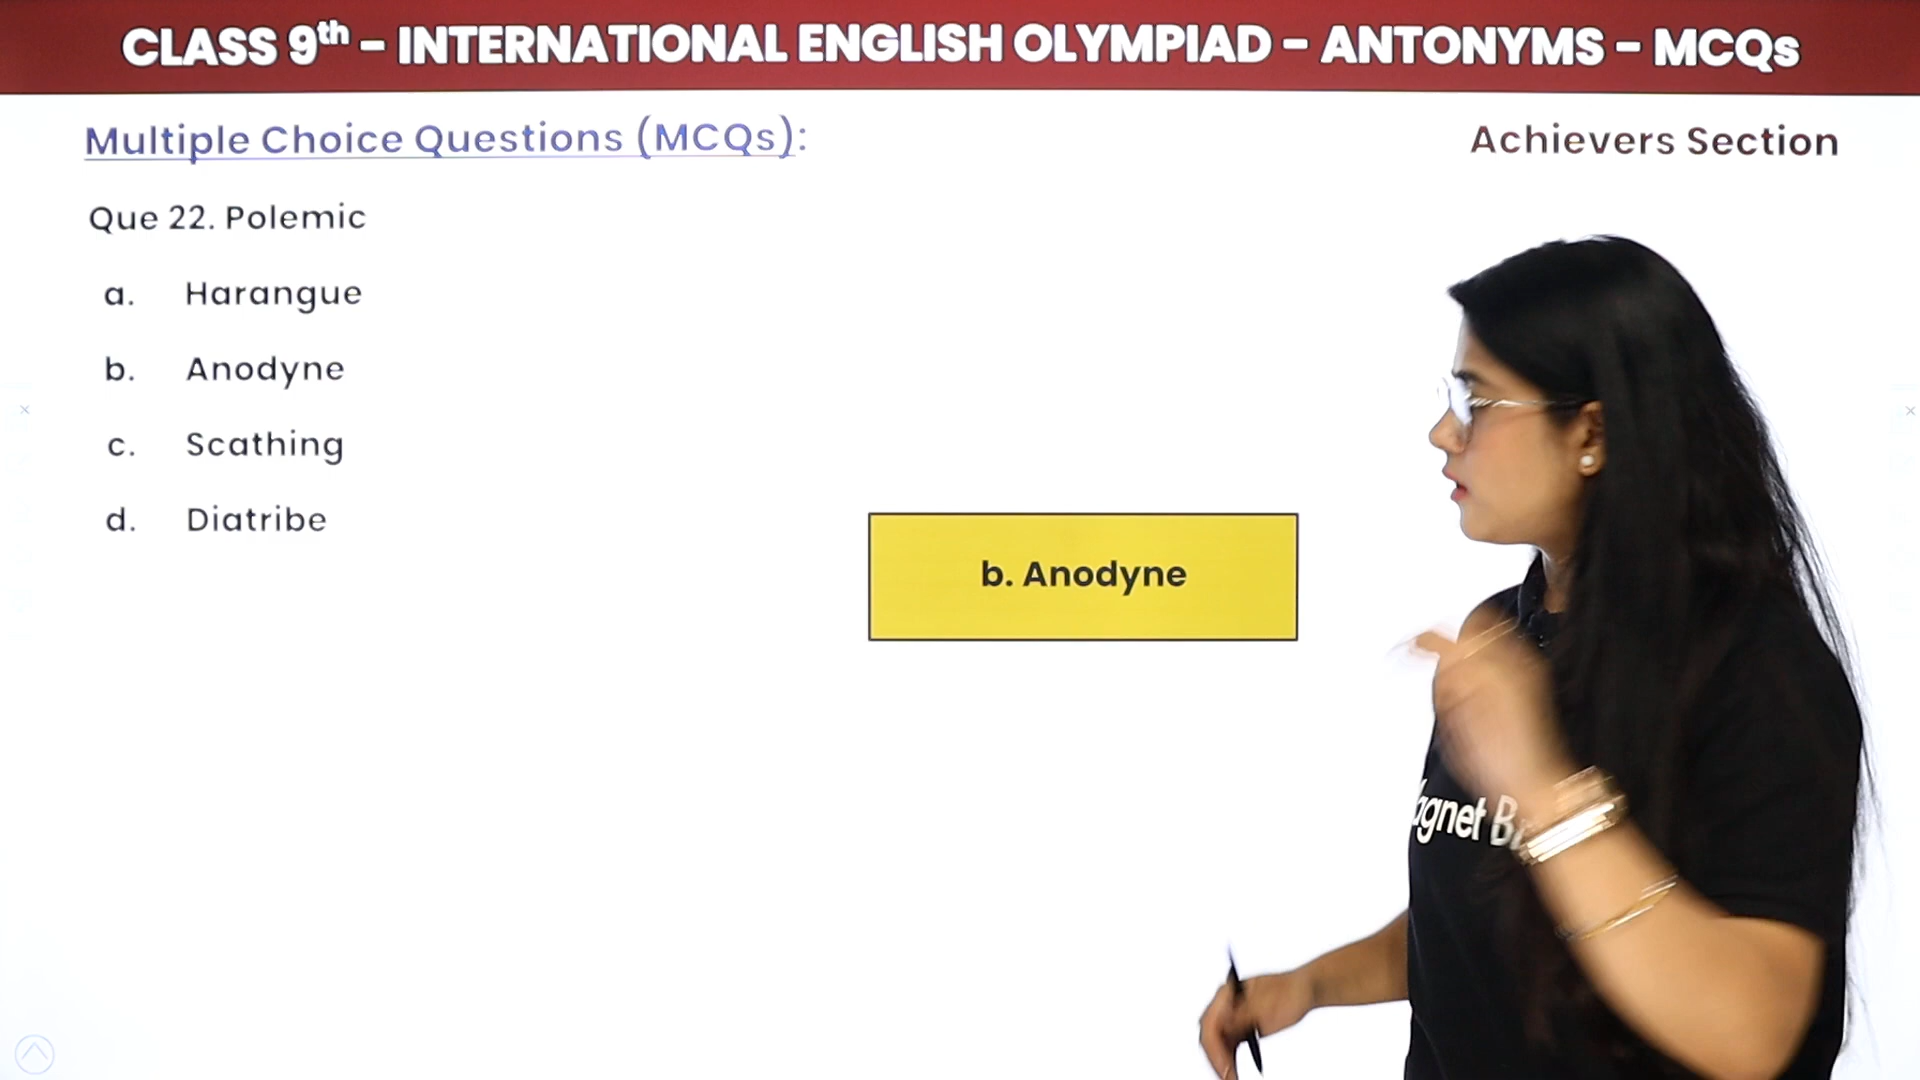 CLASS 9th – INTERNATIONAL ENGLISH OLYMPIAD – ANTONYMS – MCQs
Multiple Choice Questions (MCQs):
Achievers Section
Que 22. Polemic
a. Harangue
b. Anodyne
c. Scathing
d. Diatribe
b. Anodyne